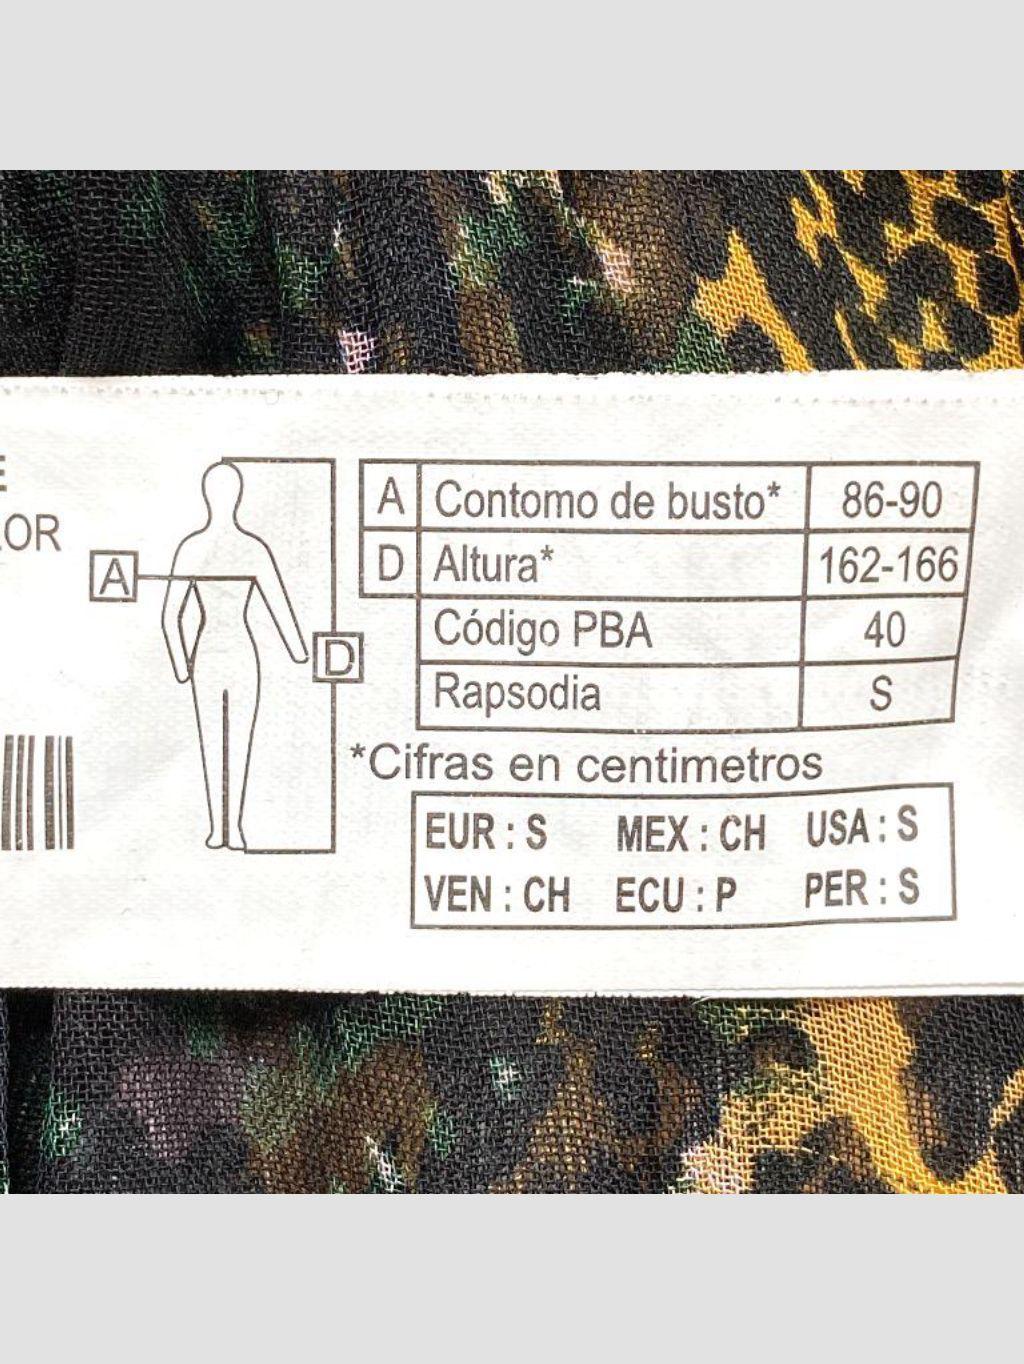 E
LOR
A
D
A Contomo de busto* 86-90
D Altura* 162-166
Código PBA 40
Rapsodia S
*Cifras en centimetros
EUR : S MEX : CH USA : S
VEN : CH ECU : P PER : S